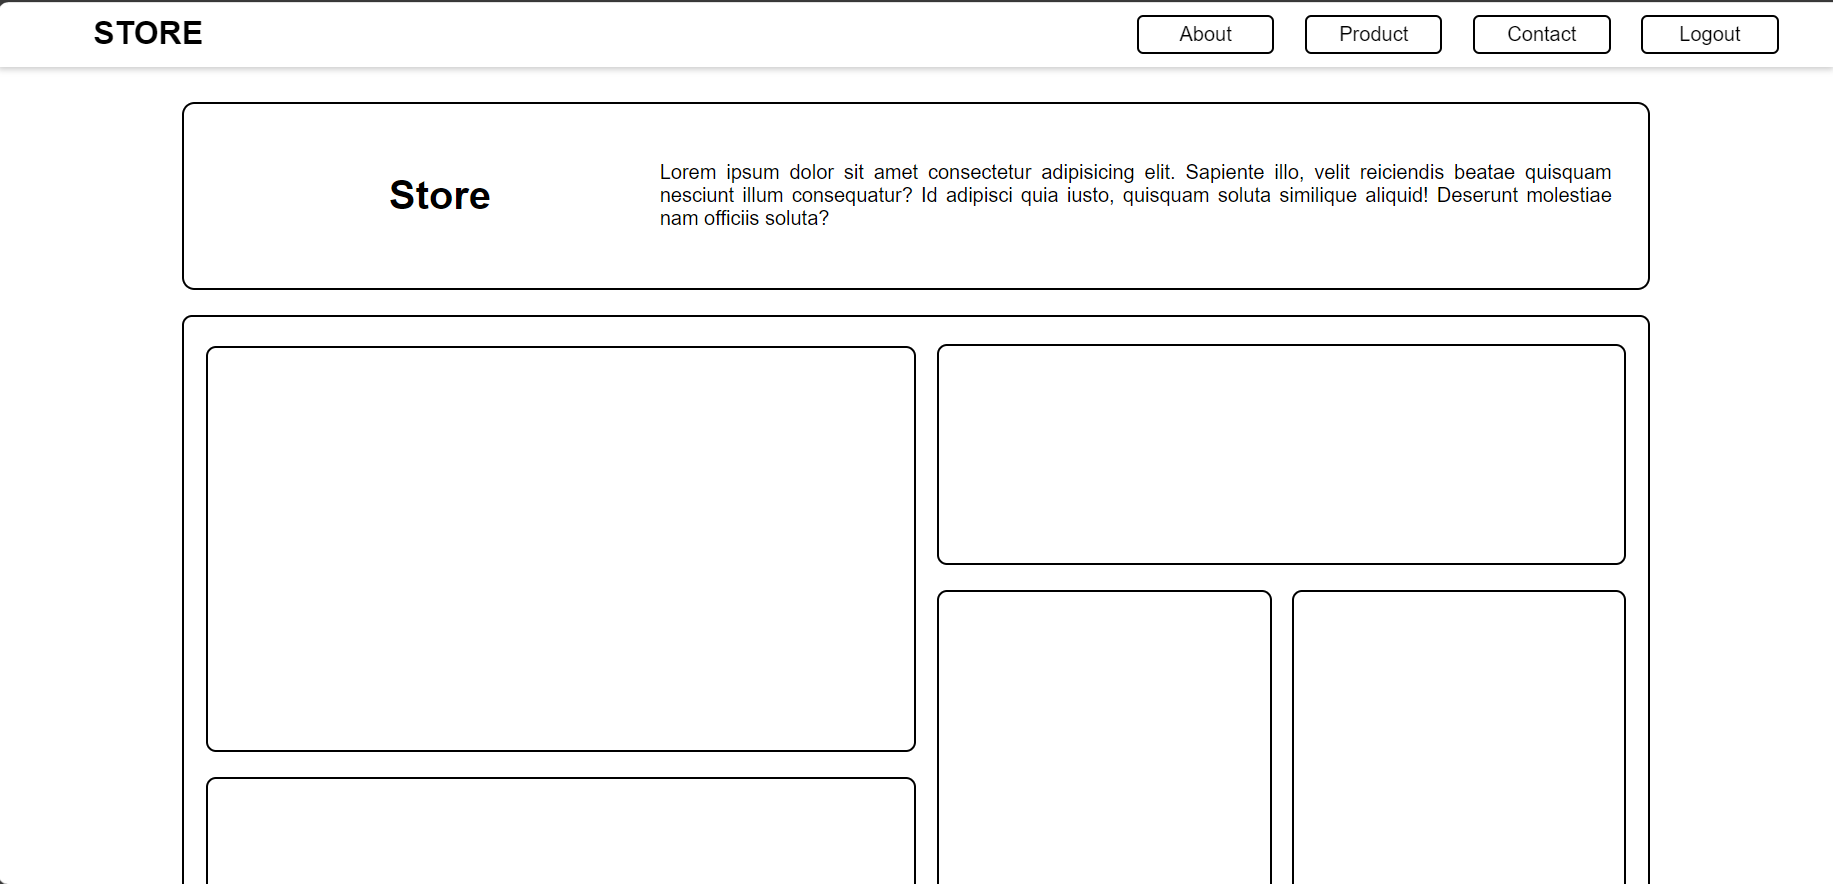 STORE
About
Product
Contact
Logout
Store
Lorem ipsum dolor sit amet consectetur adipisicing elit. Sapiente illo, velit reiciendis beatae quisquam
nesciunt illum consequatur? Id adipisci quia iusto, quisquam soluta similique aliquid! Deserunt molestiae
nam officiis soluta?